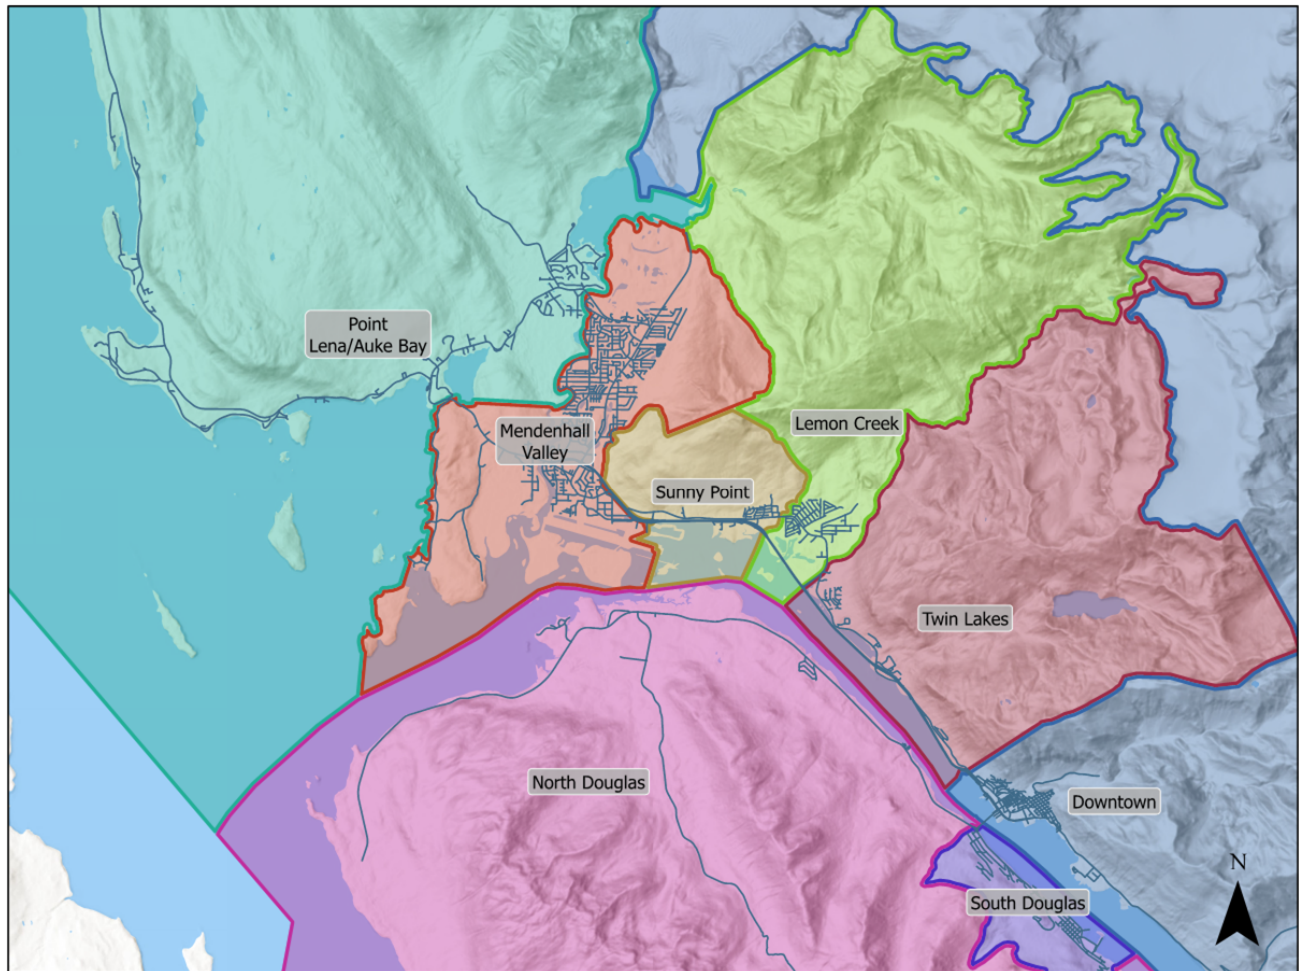 Point
Lena/Auke Bay
Mendenhall
Valley
Lemon Creek
Sunny Point
Twin Lakes
North Douglas
Downtown
N
South Douglas